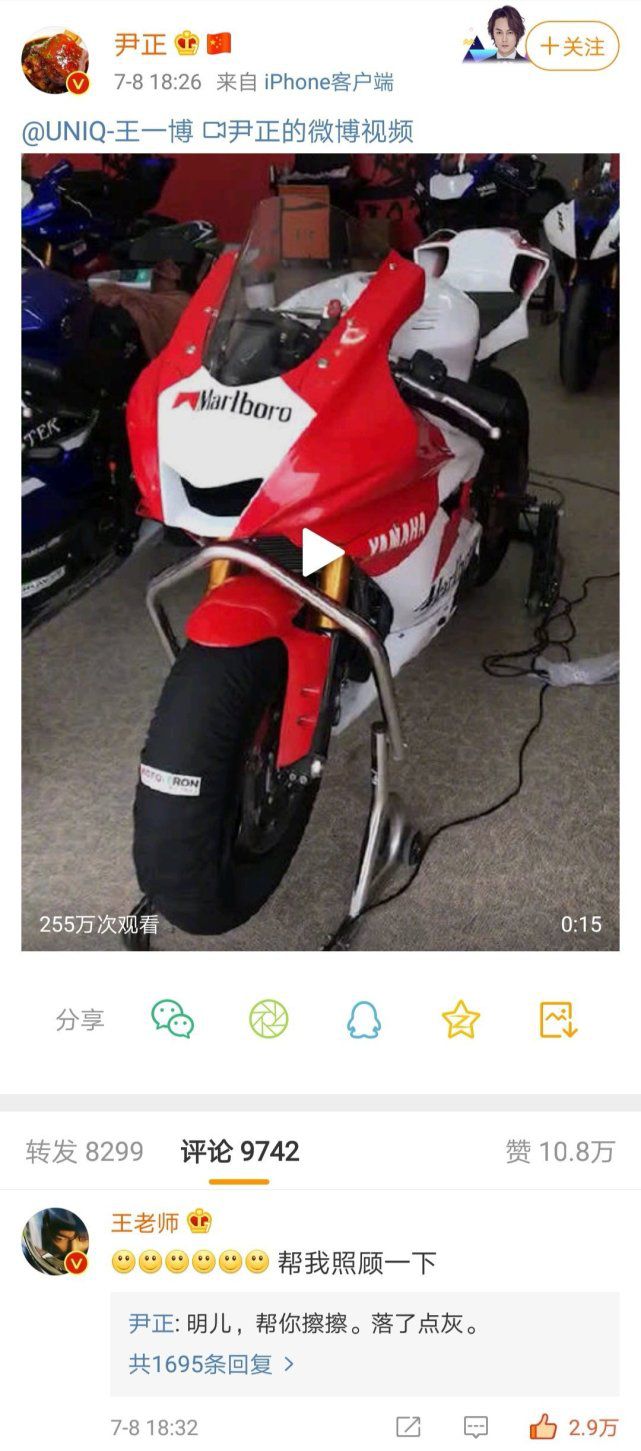 尹正
+关注
7-8 18:26 来自 iPhone客户端
@UNIQ-王一博 尹正的微博视频
YAMAHA
Marlboro
YAMAHA
Marlboro
255万次观看
0:15
分享
转发 8299
评论 9742
赞 10.8万
王老师
帮我照顾一下
尹正: 明儿，帮你擦擦。落了点灰。
共1695条回复 >
7-8 18:32
2.9万